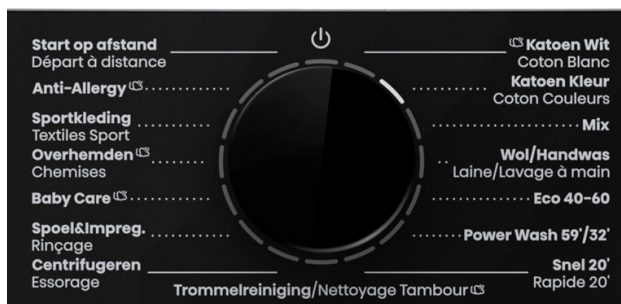 Start op afstand
Départ à distance
Anti-Allergy
Sportkleding
Textiles Sport
Overhemden
Chemises
Baby Care
Spoel&Impreg.
Rinçage
Centrifugeren
Essorage
Trommelreiniging/Nettoyage Tambour
Katoen Wit
Coton Blanc
Katoen Kleur
Coton Couleurs
Mix
Wol/Handwas
Laine/Lavage à main
Eco 40-60
Power Wash 59'/32'
Snel 20'
Rapide 20'